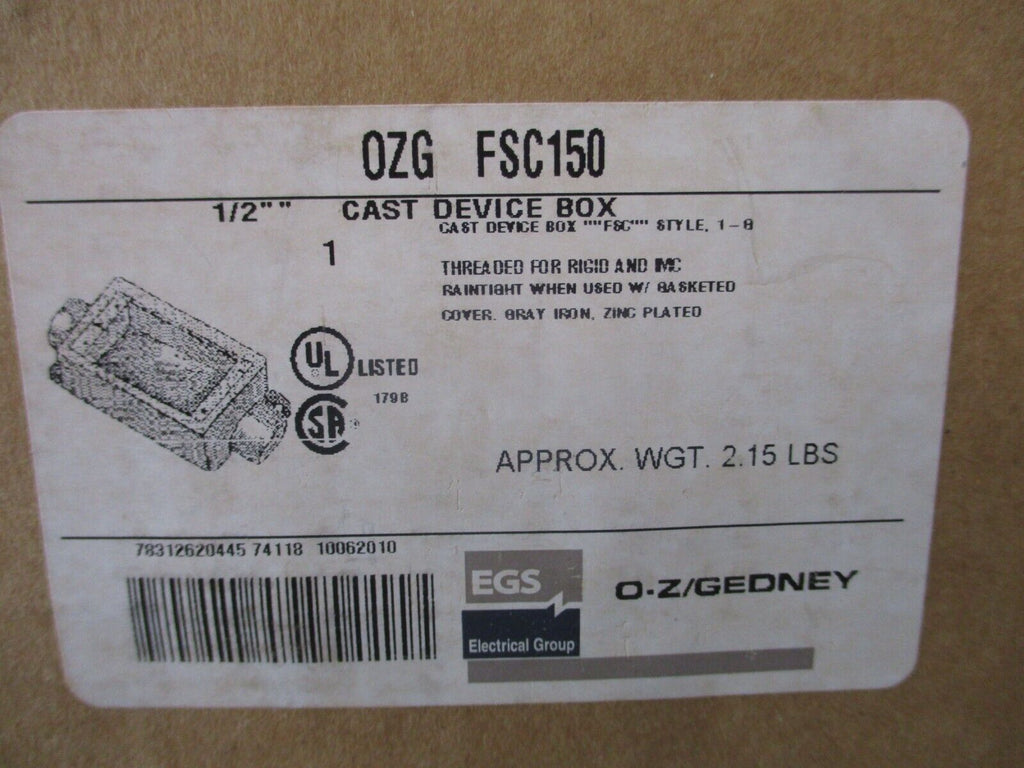 OZG FSC150
1/2"" CAST DEVICE BOX
CAST DEVICE BOX ""FSC"" STYLE, 1-G
1
THREADED FOR RIGID AND IMC
RAINTIGHT WHEN USED W/ GASKETED
COVER. GRAY IRON, ZINC PLATED
UL ® LISTED
179B
SA ®
APPROX. WGT. 2.15 LBS
78312620445 74118 10062010
EGS
Electrical Group
O-Z/GEDNEY